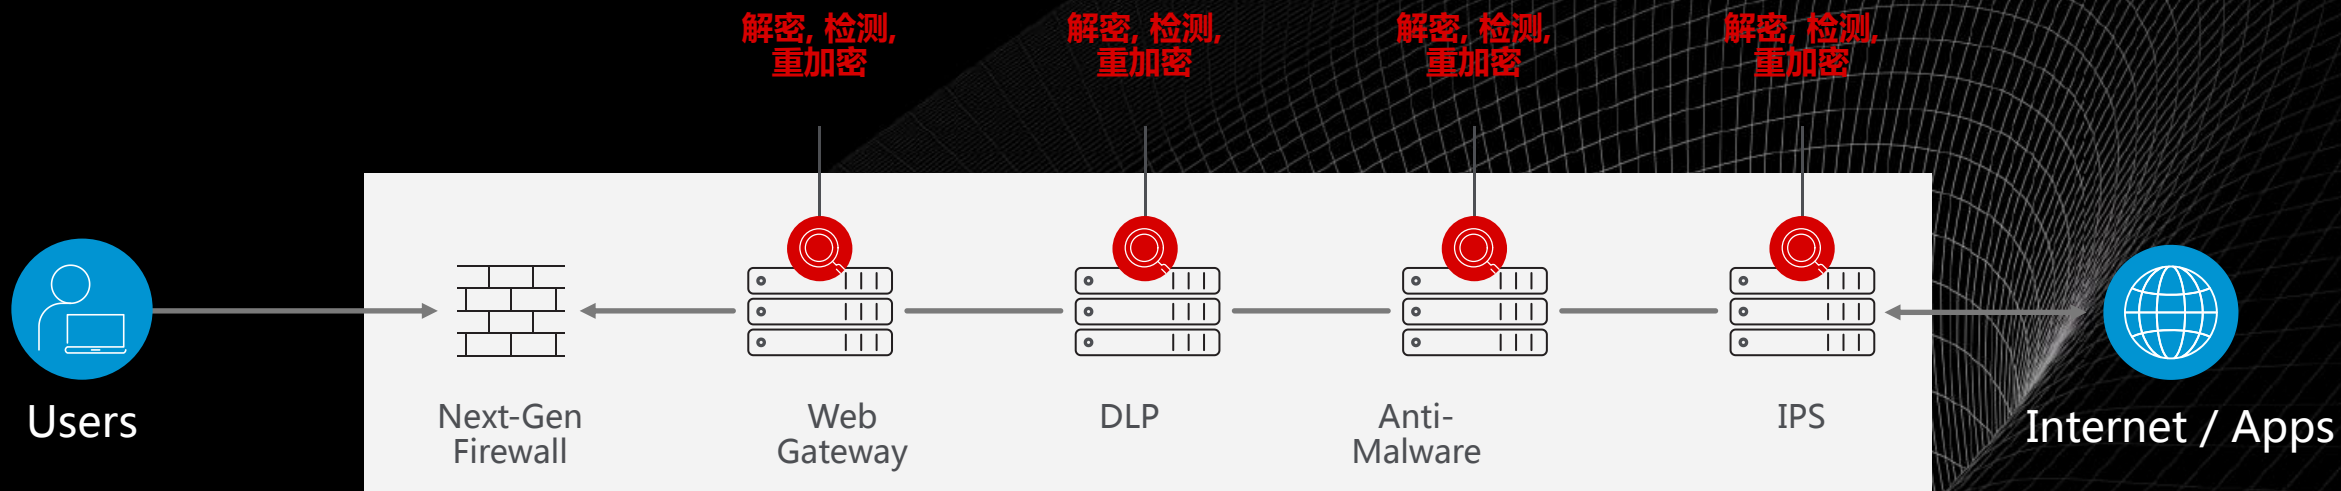 解密, 检测,
重加密
解密, 检测,
重加密
解密, 检测,
重加密
解密, 检测,
重加密
Users
Next-Gen
Firewall
Web
Gateway
DLP
Anti-
Malware
IPS
Internet / Apps